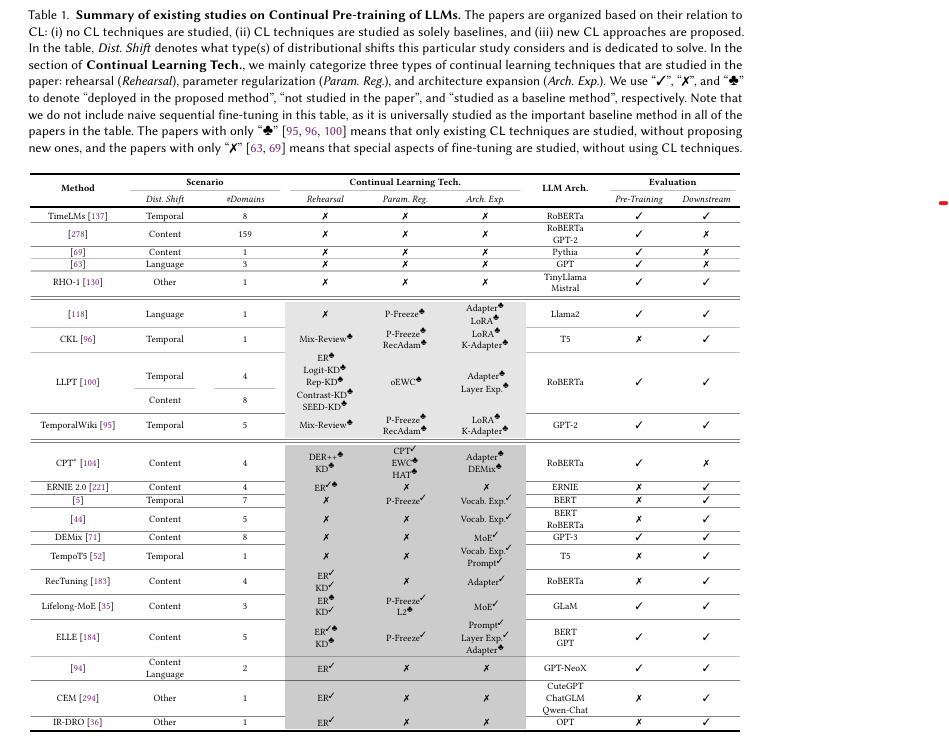 Table 1. Summary of existing studies on Continual Pre-training of LLMs. The papers are organized based on their relation to
CL: (i) no CL techniques are studied, (ii) CL techniques are studied as solely baselines, and (iii) new CL approaches are proposed.
In the table, Dist. Shift denotes what type(s) of distributional shifts this particular study considers and is dedicated to solve. In the
section of Continual Learning Tech., we mainly categorize three types of continual learning techniques that are studied in the
paper: rehearsal (Rehearsal), parameter regularization (Param. Reg.), and architecture expansion (Arch. Exp.). We use “✓”, “✗”, and “♣”
to denote “deployed in the proposed method”, “not studied in the paper”, and “studied as a baseline method”, respectively. Note that
we do not include naive sequential fine-tuning in this table, as it is universally studied as the important baseline method in all of the
papers in the table. The papers with only “♣” [95, 96, 100] means that only existing CL techniques are studied, without proposing
new ones, and the papers with only “✗” [63, 69] means that special aspects of fine-tuning are studied, without using CL techniques.
Method Scenario Continual Learning Tech. LLM Arch. Evaluation
Dist. Shift #Domains Rehearsal Param. Reg. Arch. Exp. Pre-Training Downstream
TimeLMs [137] Temporal 8 ✗ ✗ ✗ RoBERTa ✓ ✓
[278] Content 159 ✗ ✗ ✗ RoBERTa ✓ ✗
GPT-2
[69] Content 1 ✗ ✗ ✗ Pythia ✓ ✗
[63] Language 3 ✗ ✗ ✗ GPT ✓ ✗
RHO-1 [130] Other 1 ✗ ✗ ✗ TinyLlama ✓ ✓
Mistral
[118] Language 1 ✗ P-Freeze♣ Adapter♣ Llama2 ✓ ✓
LoRA♣
CKL [96] Temporal 1 Mix-Review♣ P-Freeze♣ LoRA♣ T5 ✗ ✓
RecAdam♣ K-Adapter♣
ER♣
Logit-KD♣
LLPT [100] Temporal 4 Rep-KD♣ oEWC♣ Adapter♣ RoBERTa ✓ ✓
Content 8 Contrast-KD♣ Layer Exp.♣
SEED-KD♣
TemporalWiki [95] Temporal 5 Mix-Review♣ P-Freeze♣ LoRA♣ GPT-2 ✓ ✓
RecAdam♣ K-Adapter♣
CPT✓
CPT⁺ [104] Content 4 DER++♣ EWC♣ Adapter♣ RoBERTa ✓ ✗
KD♣ HAT♣ DEMix♣
ERNIE 2.0 [221] Content 4 ER✓♣ ✗ ✗ ERNIE ✗ ✓
[5] Temporal 7 ✗ P-Freeze✓ Vocab. Exp.✓ BERT ✗ ✓
[44] Content 5 ✗ ✗ Vocab. Exp.✓ BERT ✗ ✓
RoBERTa
DEMix [71] Content 8 ✗ ✗ MoE✓ GPT-3 ✓ ✓
TempoT5 [52] Temporal 1 ✗ ✗ Vocab. Exp.✓ T5 ✗ ✓
Prompt✓
RecTuning [183] Content 4 ER✓ ✗ Adapter✓ RoBERTa ✗ ✓
KD✓
Lifelong-MoE [35] Content 3 ER♣ P-Freeze✓ MoE✓ GLaM ✓ ✓
KD✓ L2♣
Prompt✓
ELLE [184] Content 5 ER✓♣ P-Freeze✓ Layer Exp.✓ BERT ✓ ✓
KD♣ Adapter♣ GPT
[94] Content 2 ER✓ ✗ ✗ GPT-NeoX ✓ ✓
Language
CuteGPT
CEM [294] Other 1 ER✓ ✗ ✗ ChatGLM ✗ ✓
Qwen-Chat
IR-DRO [36] Other 1 ER✓ ✗ ✗ OPT ✗ ✓